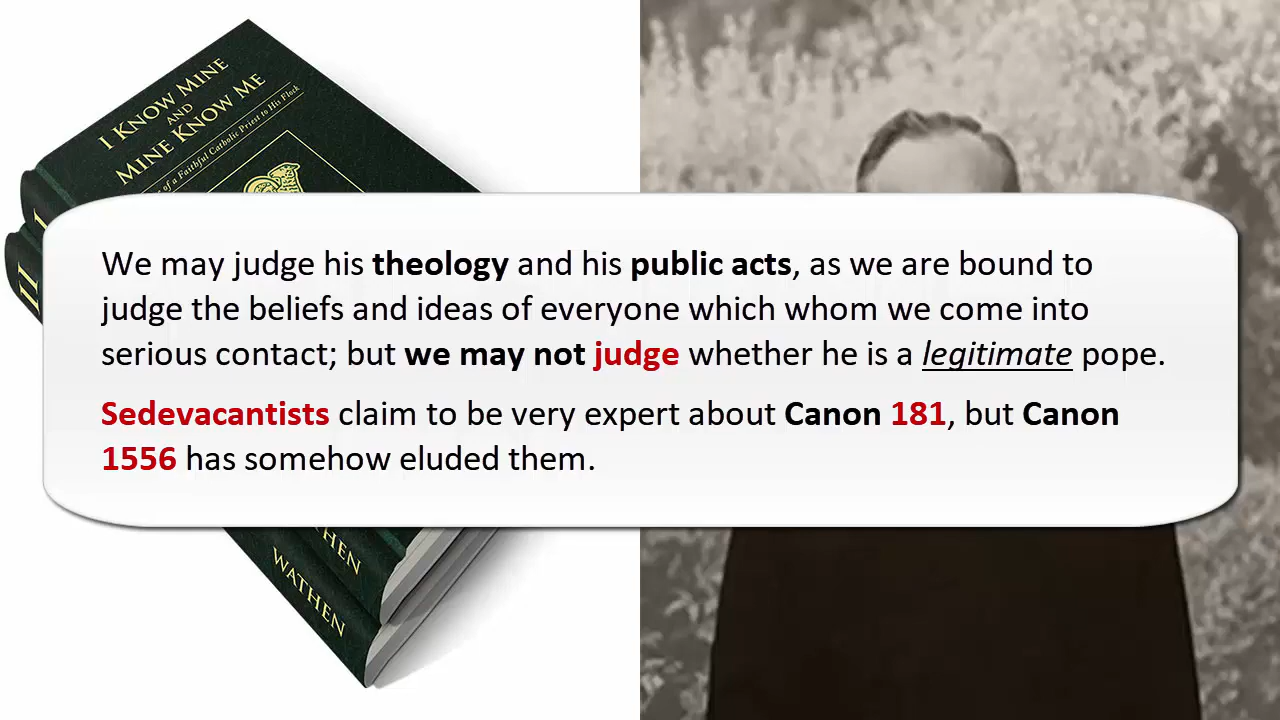 I KNOW MINE
AND
MINE KNOW ME
of a Faithful Catholic Priest to His Flock
I
II
We may judge his theology and his public acts, as we are bound to
judge the beliefs and ideas of everyone which whom we come into
serious contact; but we may not judge whether he is a legitimate pope.
Sedevacantists claim to be very expert about Canon 181, but Canon
1556 has somehow eluded them.
HEN
WATHEN